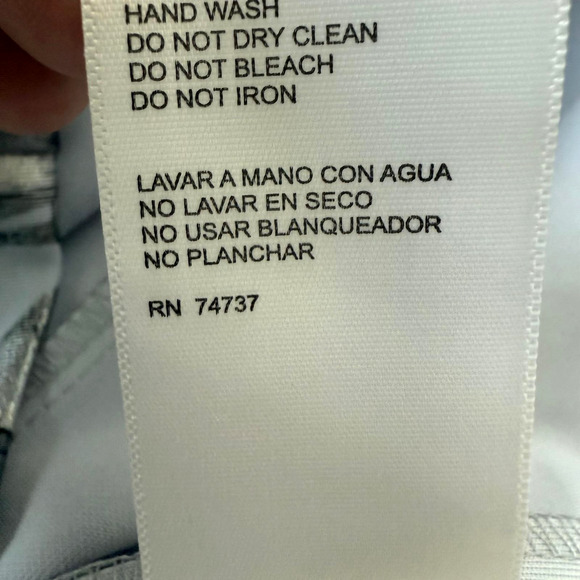 HAND WASH
DO NOT DRY CLEAN
DO NOT BLEACH
DO NOT IRON
LAVAR A MANO CON AGUA
NO LAVAR EN SECO
NO USAR BLANQUEADOR
NO PLANCHAR
RN 74737